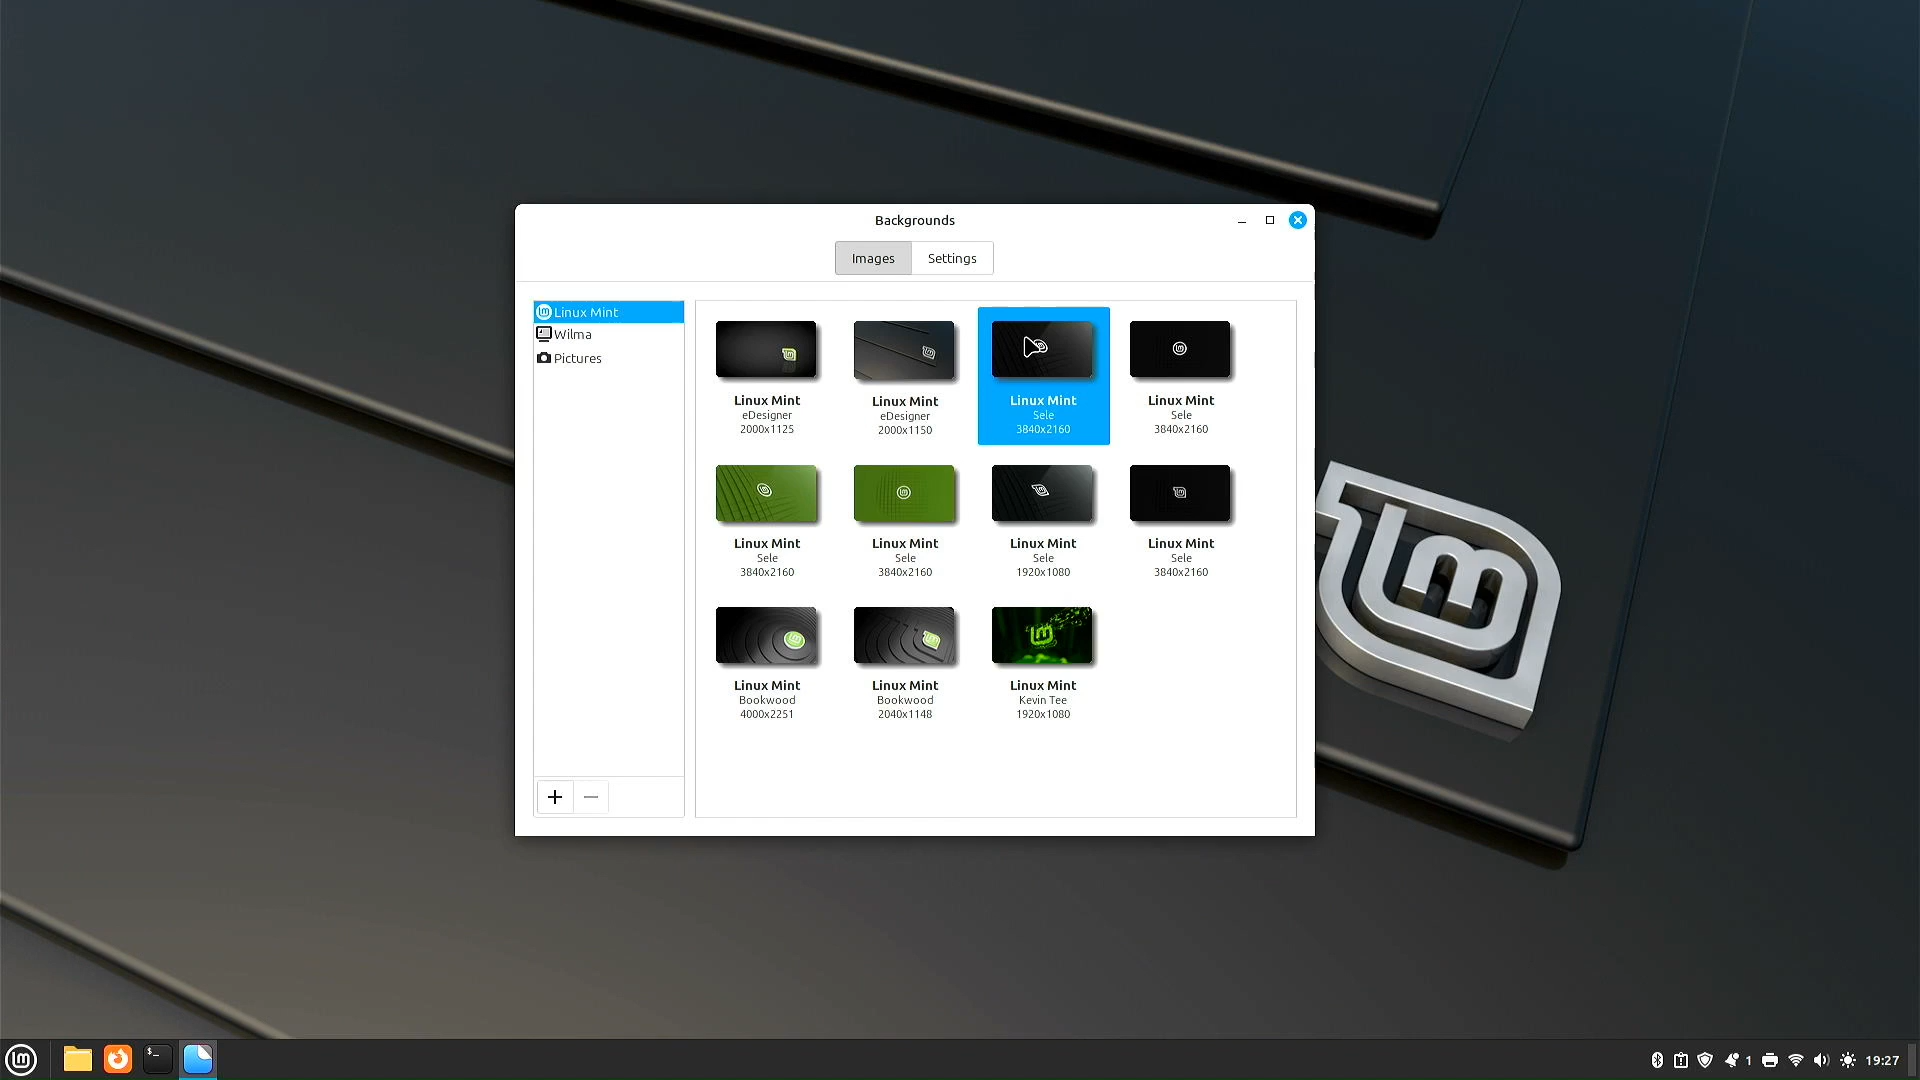 Backgrounds
Images Settings
Linux Mint
Wilma
Pictures
Linux Mint
eDesigner
2000x1125
Linux Mint
eDesigner
2000x1150
Linux Mint
Sele
3840x2160
Linux Mint
Sele
3840x2160
Linux Mint
Sele
3840x2160
Linux Mint
Sele
3840x2160
Linux Mint
Sele
1920x1080
Linux Mint
Sele
3840x2160
Linux Mint
Bookwood
4000x2251
Linux Mint
Bookwood
2040x1148
Linux Mint
Kevin Tee
1920x1080
$_
1
19:27